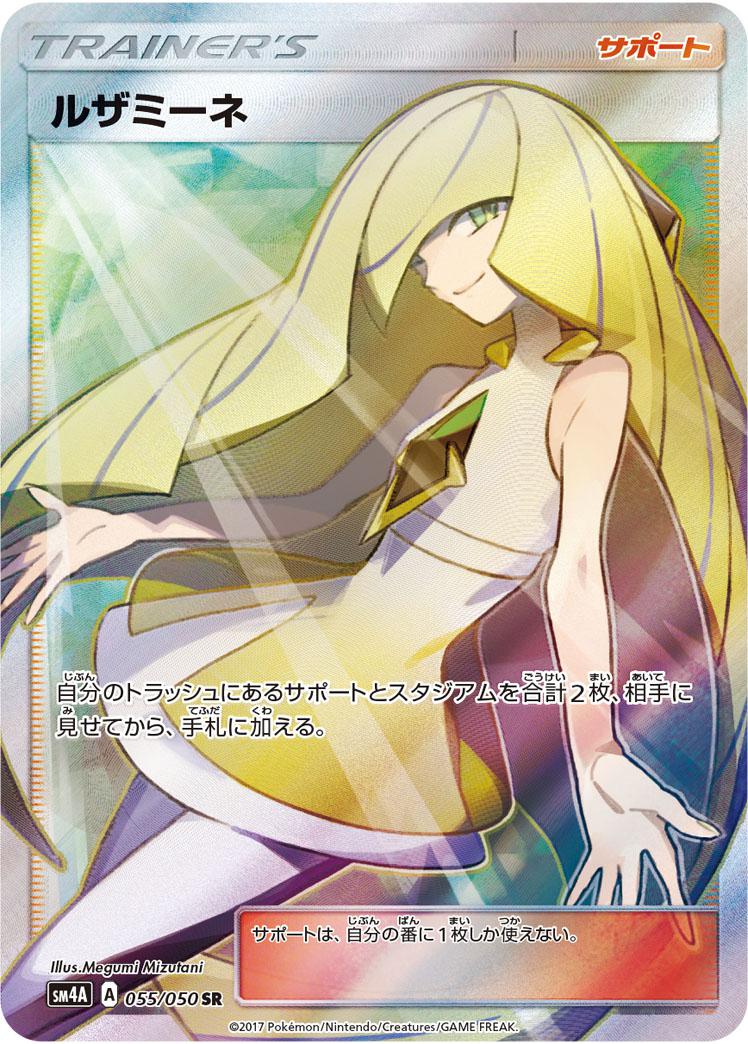 TRAINER'S サポート
ルザミーネ
自分のトラッシュにあるサポートとスタジアムを合計2枚、相手に
見せてから、手札に加える。
サポートは、自分の番に1枚しか使えない。
Illus.Megumi Mizutani
SM4A A 055/050 SR
©2017 Pokémon/Nintendo/Creatures/GAME FREAK.